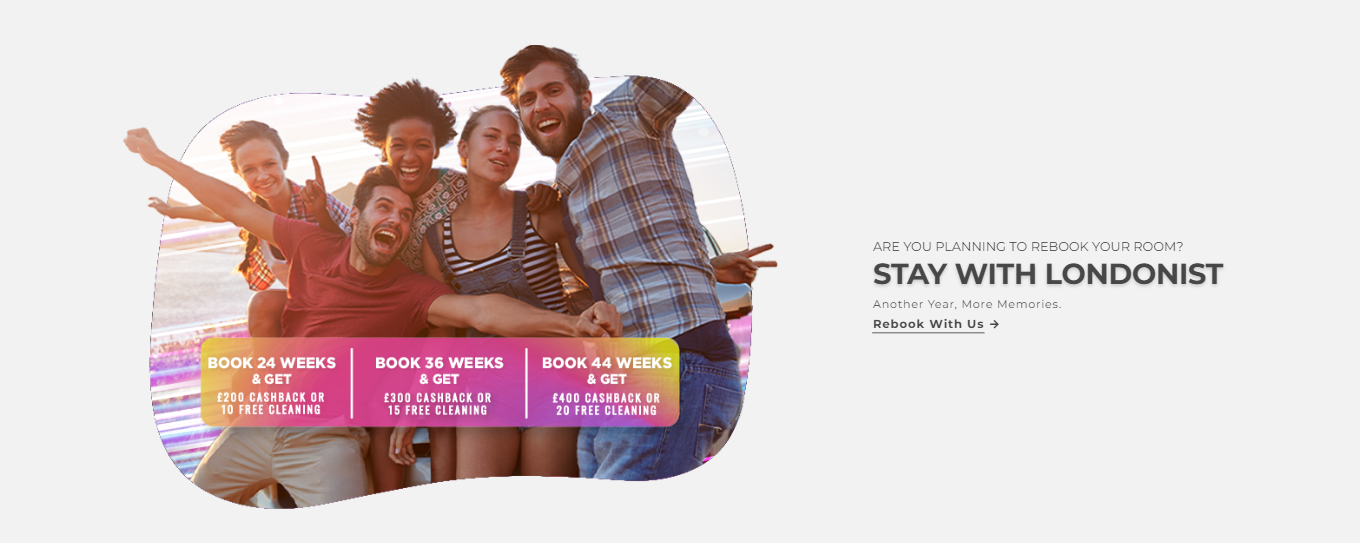 BOOK 24 WEEKS
& GET
£200 CASHBACK OR
10 FREE CLEANING
BOOK 36 WEEKS
& GET
£300 CASHBACK OR
15 FREE CLEANING
BOOK 44 WEEKS
& GET
£400 CASHBACK OR
20 FREE CLEANING
ARE YOU PLANNING TO REBOOK YOUR ROOM?
STAY WITH LONDONIST
Another Year, More Memories.
Rebook With Us →